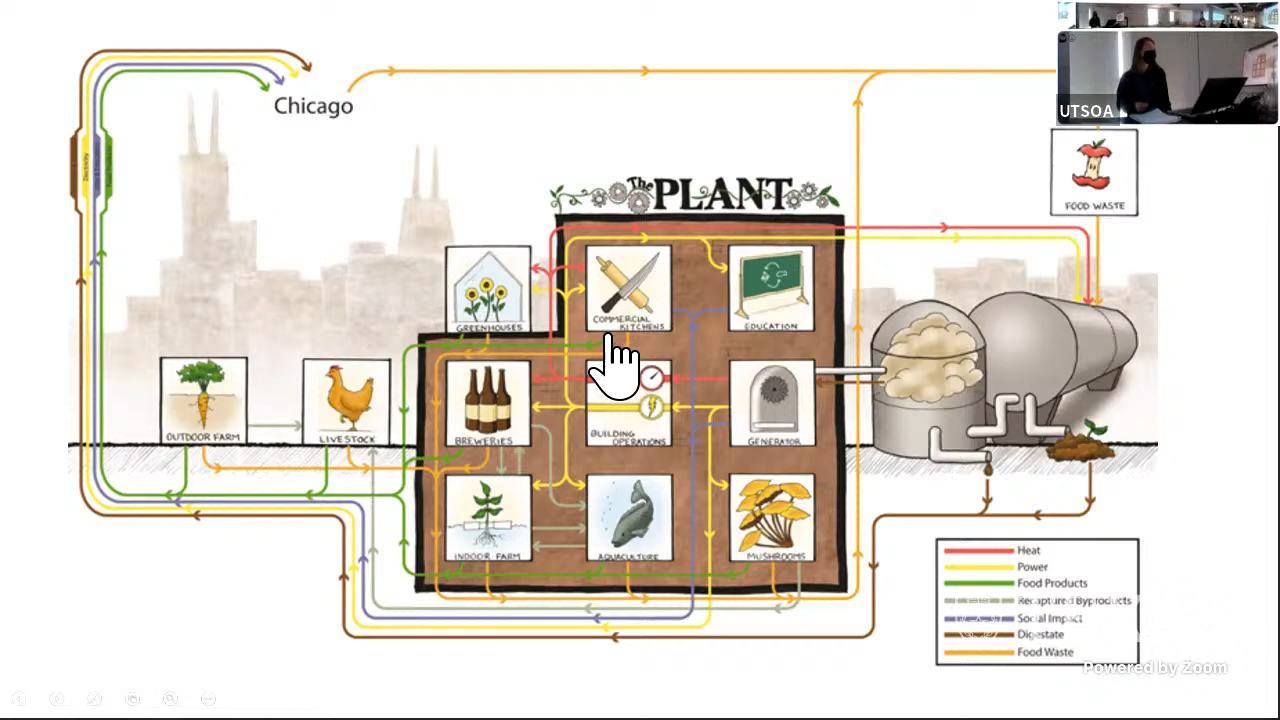 Chicago
UTSOA
FOOD WASTE
The PLANT
Electricity
GREENHOUSES
COMMERCIAL
KITCHENS
EDUCATION
OUTDOOR FARM
LIVESTOCK
BREWERIES
BUILDING
OPERATIONS
GENERATOR
INDOOR FARM
AQUACULTURE
MUSHROOMS
Heat
Power
Food Products
Recaptured Byproducts
Social Impact
Digestate
Food Waste
Powered by Zoom